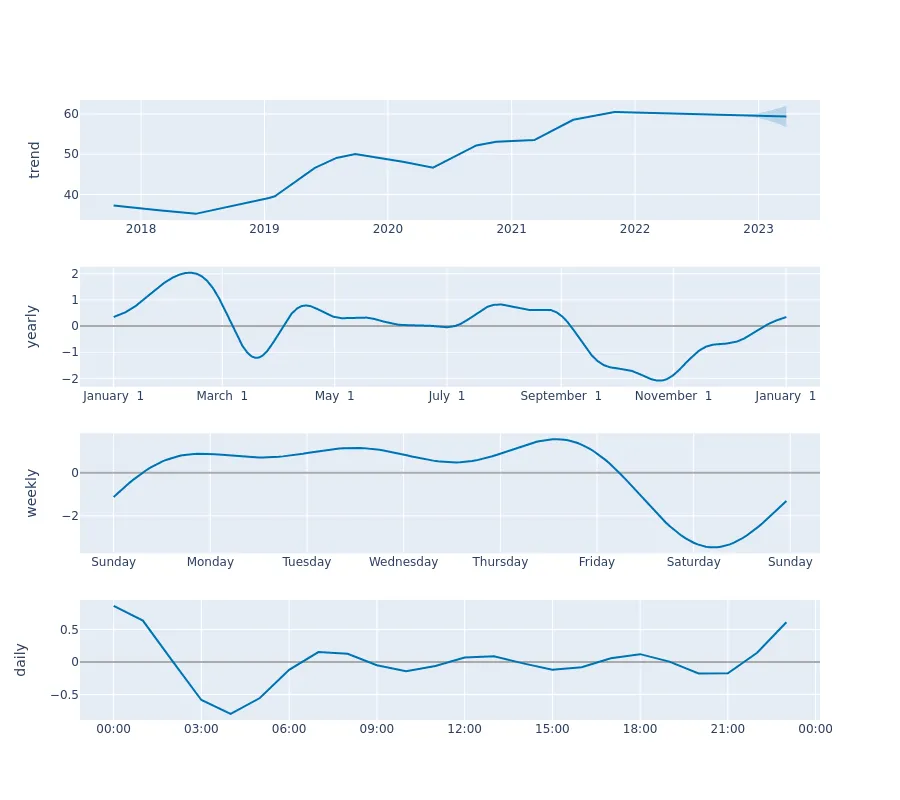 60
50
40
trend
2018 2019 2020 2021 2022 2023
2
1
0
−1
−2
yearly
January 1 March 1 May 1 July 1 September 1 November 1 January 1
0
−2
weekly
Sunday Monday Tuesday Wednesday Thursday Friday Saturday Sunday
0.5
0
−0.5
daily
00:00 03:00 06:00 09:00 12:00 15:00 18:00 21:00 00:00